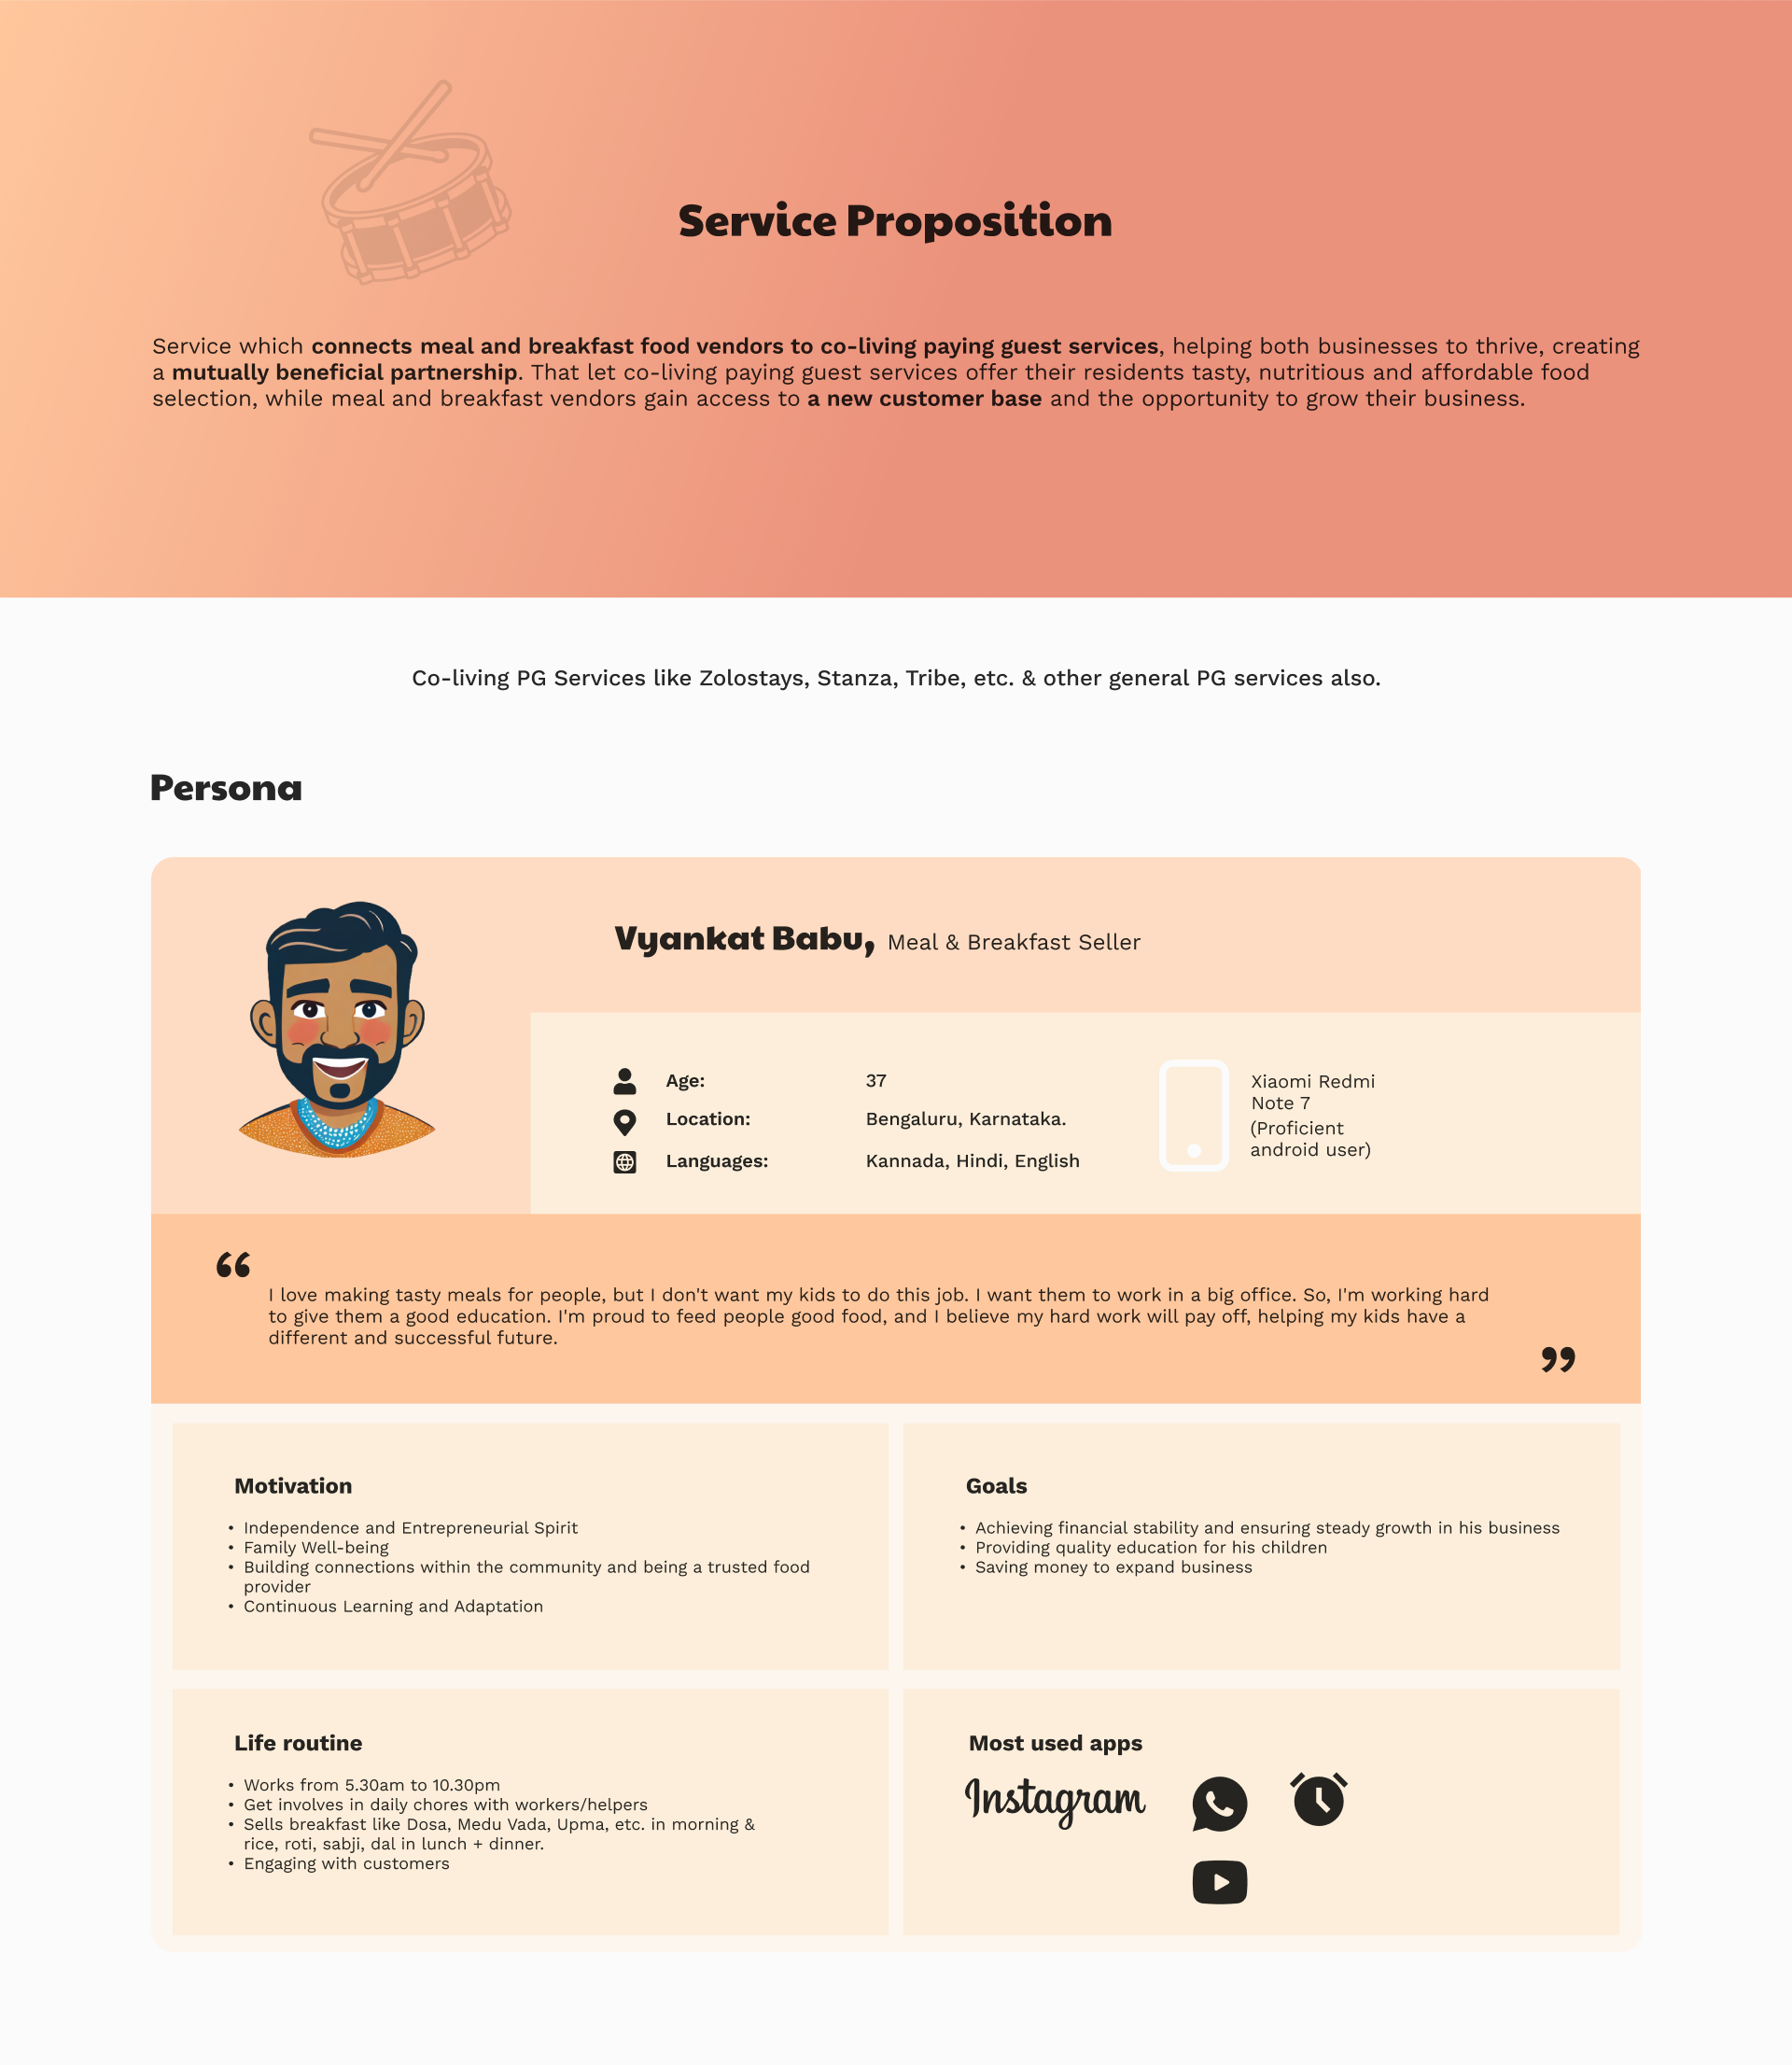 Service Proposition
Service which connects meal and breakfast food vendors to co-living paying guest services, helping both businesses to thrive, creating
a mutually beneficial partnership. That let co-living paying guest services offer their residents tasty, nutritious and affordable food
selection, while meal and breakfast vendors gain access to a new customer base and the opportunity to grow their business.
Co-living PG Services like Zolostays, Stanza, Tribe, etc. & other general PG services also.
Persona
Vyankat Babu, Meal & Breakfast Seller
Age: 37
Location: Bengaluru, Karnataka.
Languages: Kannada, Hindi, English
Xiaomi Redmi
Note 7
(Proficient
android user)
“
I love making tasty meals for people, but I don't want my kids to do this job. I want them to work in a big office. So, I'm working hard
to give them a good education. I'm proud to feed people good food, and I believe my hard work will pay off, helping my kids have a
different and successful future.
”
Motivation
• Independence and Entrepreneurial Spirit
• Family Well-being
• Building connections within the community and being a trusted food
provider
• Continuous Learning and Adaptation
Goals
• Achieving financial stability and ensuring steady growth in his business
• Providing quality education for his children
• Saving money to expand business
Life routine
• Works from 5.30am to 10.30pm
• Get involves in daily chores with workers/helpers
• Sells breakfast like Dosa, Medu Vada, Upma, etc. in morning &
rice, roti, sabji, dal in lunch + dinner.
• Engaging with customers
Most used apps
Instagram